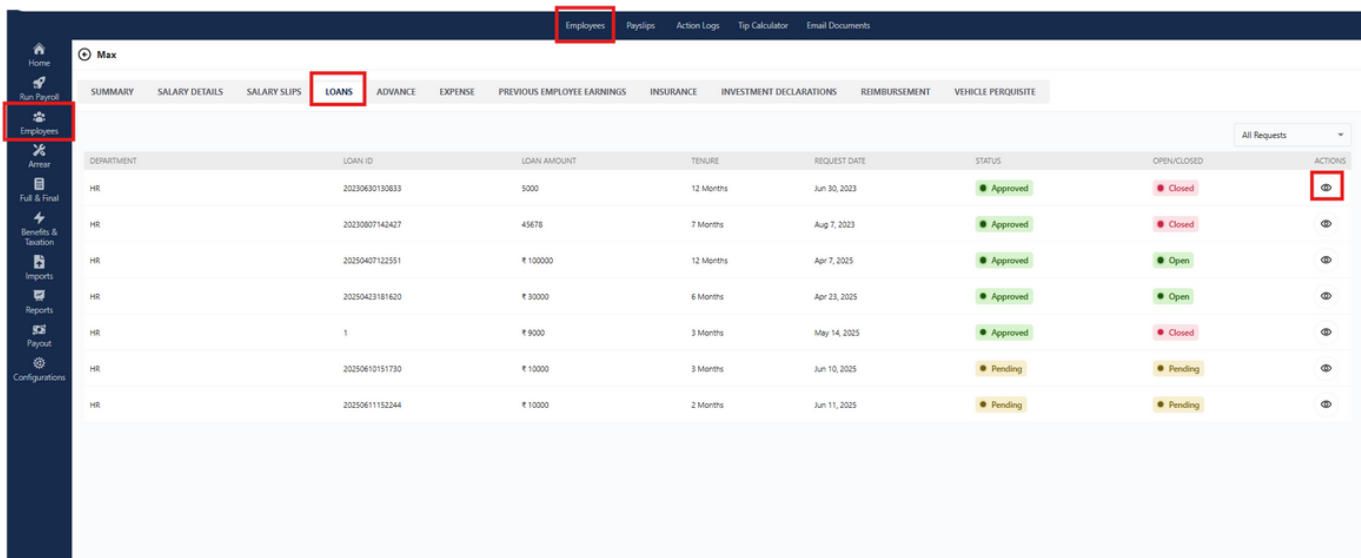 Employees Payslips Action Logs Tip Calculator Email Documents
Home
Run Payroll
Employees
Arrear
Full & Final
Benefits &
Taxation
Imports
Reports
Payout
Configurations
Max
SUMMARY SALARY DETAILS SALARY SLIPS LOANS ADVANCE EXPENSE PREVIOUS EMPLOYEE EARNINGS INSURANCE INVESTMENT DECLARATIONS REIMBURSEMENT VEHICLE PERQUISITE
All Requests
DEPARTMENT LOAN ID LOAN AMOUNT TENURE REQUEST DATE STATUS OPEN/CLOSED ACTIONS
HR 20230630130833 5000 12 Months Jun 30, 2023 Approved Closed
HR 20230807142427 45678 7 Months Aug 7, 2023 Approved Closed
HR 20250407122551 ₹ 100000 12 Months Apr 7, 2025 Approved Open
HR 20250423181620 ₹ 30000 6 Months Apr 23, 2025 Approved Open
HR 1 ₹ 9000 3 Months May 14, 2025 Approved Closed
HR 20250610151730 ₹ 10000 3 Months Jun 10, 2025 Pending Pending
HR 20250611152244 ₹ 10000 2 Months Jun 11, 2025 Pending Pending